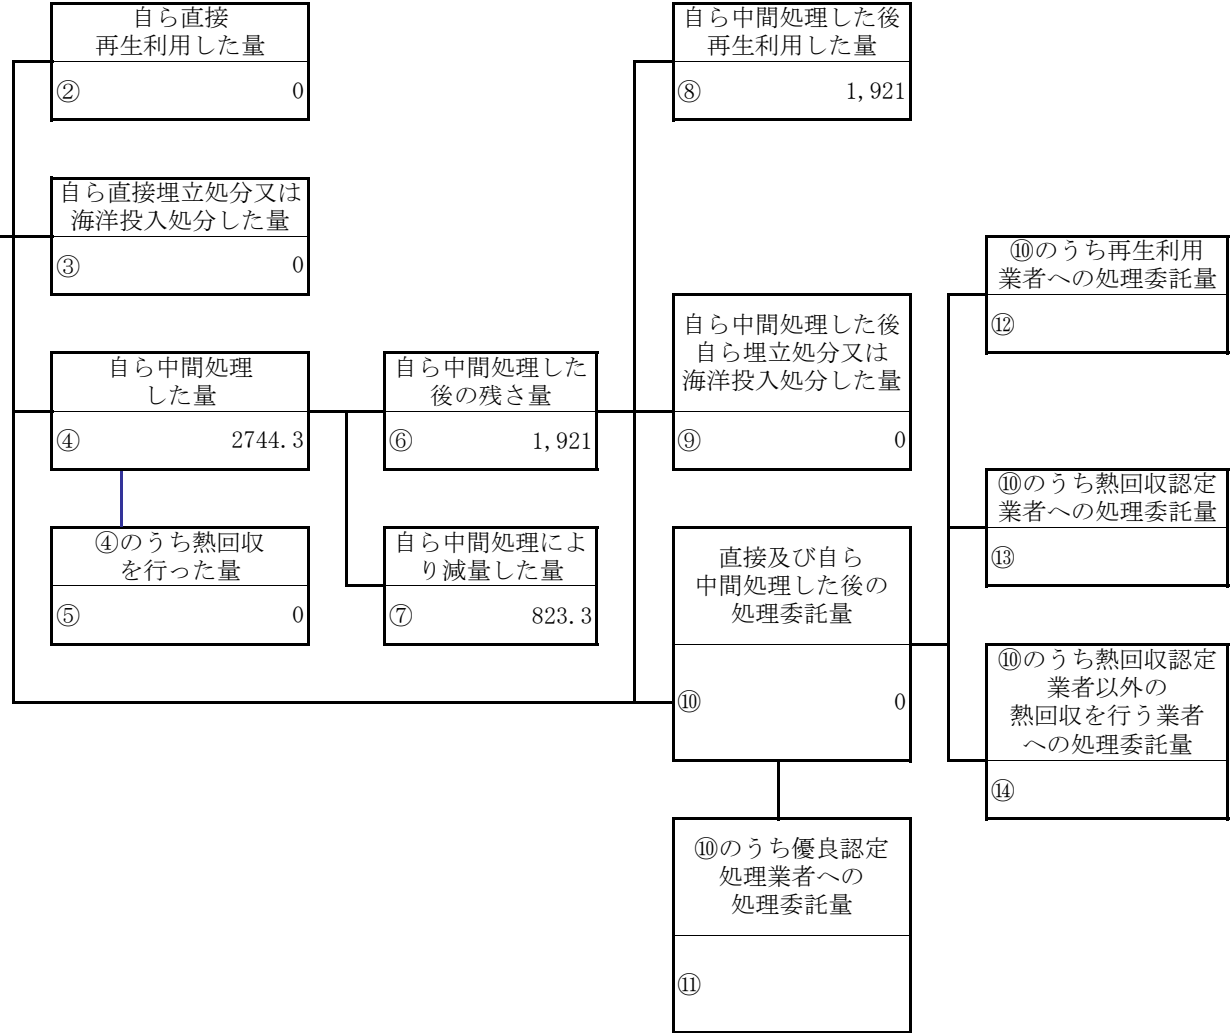 自ら直接
再生利用した量
② 0
自ら中間処理した後
再生利用した量
⑧ 1,921
自ら直接埋立処分又は
海洋投入処分した量
③ 0
⑩のうち再生利用
業者への処理委託量
⑫
自ら中間処理した後
自ら埋立処分又は
海洋投入処分した量
⑨ 0
自ら中間処理
した量
④ 2744.3
自ら中間処理した
後の残さ量
⑥ 1,921
⑩のうち熱回収認定
業者への処理委託量
⑬
④のうち熱回収
を行った量
⑤ 0
自ら中間処理によ
り減量した量
⑦ 823.3
直接及び自ら
中間処理した後の
処理委託量
⑩ 0
⑩のうち熱回収認定
業者以外の
熱回収を行う業者
への処理委託量
⑭
⑩のうち優良認定
処理業者への
処理委託量
⑪